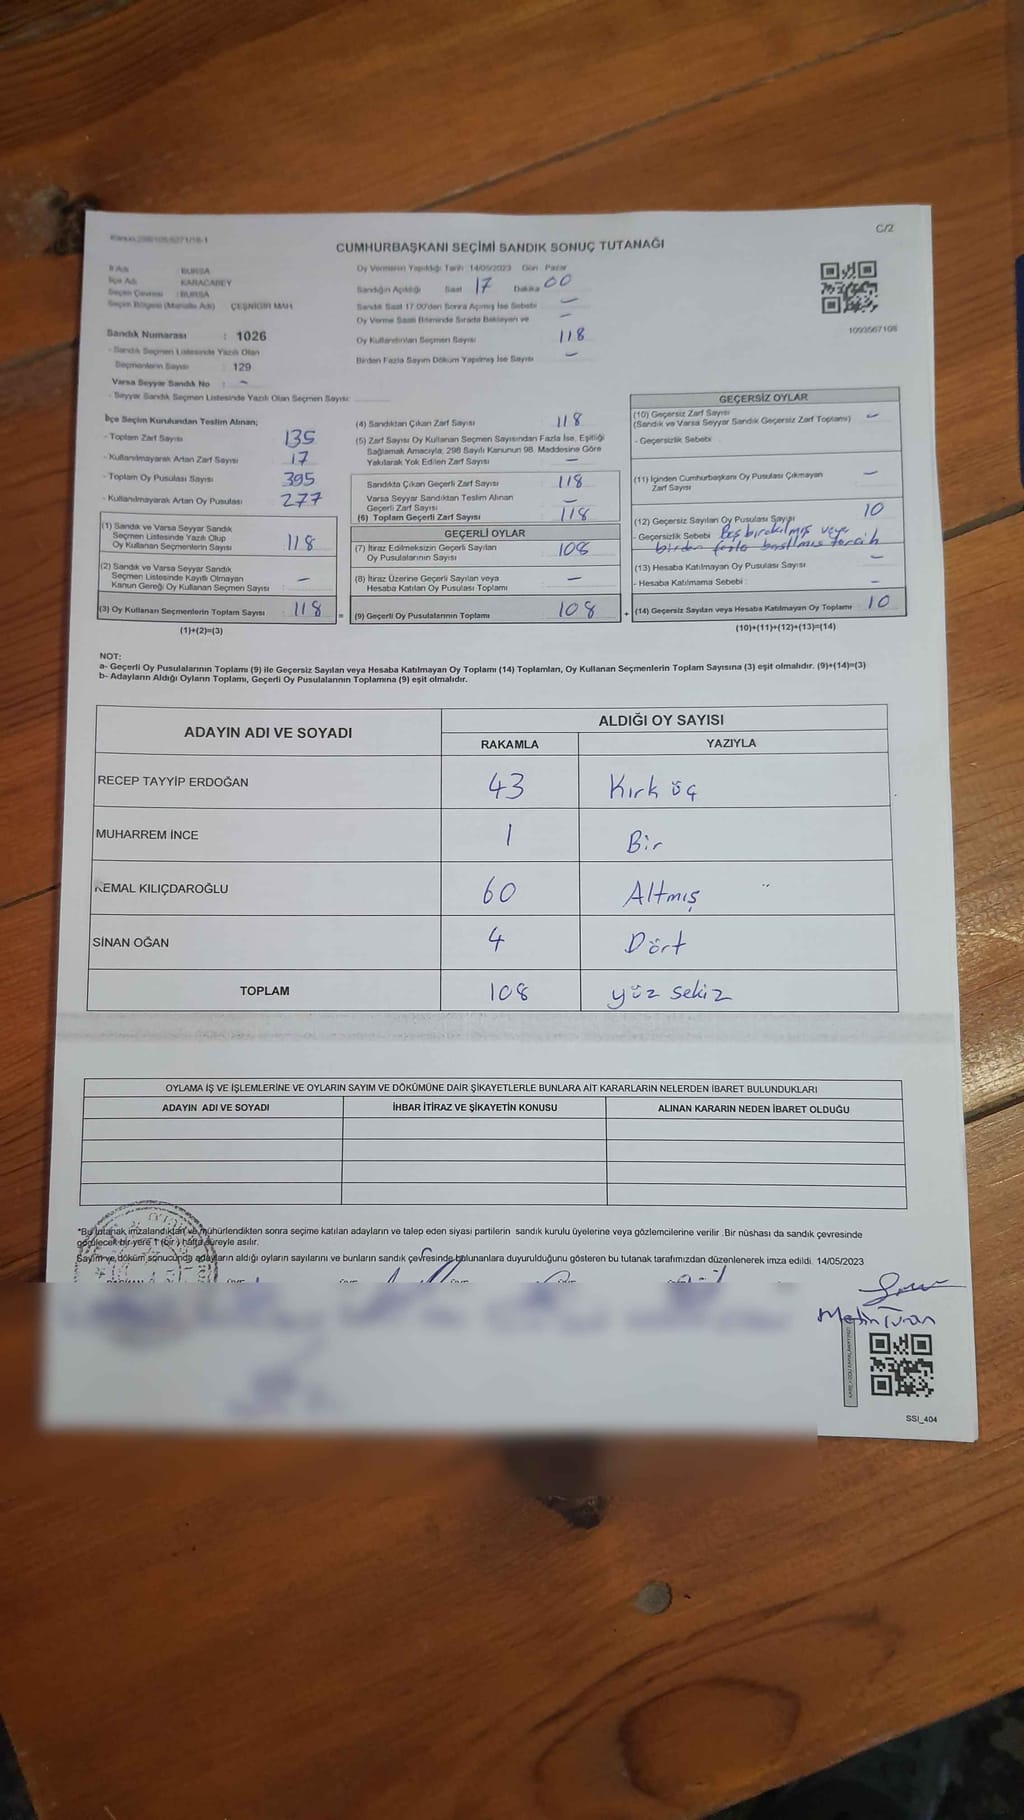 C/2
CUMHURBAŞKANI SEÇİMİ SANDIK SONUÇ TUTANAĞI
İl Adı : BURSA
İlçe Adı : KARACABEY
Seçim Çevresi : BURSA
Seçim Bölgesi (Mahalle Adı) ÇEŞNİGİR MAH.
Sandık Numarası : 1026
- Sandık Seçmen Listesinde Yazılı Olan
Seçmenlerin Sayısı : 129
Varsa Seyyar Sandık No : -
- Seyyar Sandık Seçmen Listesinde Yazılı Olan Seçmen Sayısı:
Oy Vermenin Yapıldığı Tarih 14/05/2023 Gün Pazar
Sandığın Açıldığı Saat 17 Dakika 00
Sandık Saat 17:00'den Sonra Açılmış İse Sebebi -
Oy Verme Saati Bitiminde Sırada Bekleyen ve -
Oy Kullandırılan Seçmen Sayısı 118
Birden Fazla Sayım Döküm Yapılmış İse Sayısı -
1093567108
İlçe Seçim Kurulundan Teslim Alınan;
- Toplam Zarf Sayısı 135
- Kullanılmayarak Artan Zarf Sayısı 17
- Toplam Oy Pusulası Sayısı 395
- Kullanılmayarak Artan Oy Pusulası 277
(1) Sandık ve Varsa Seyyar Sandık
Seçmen Listesinde Yazılı Olup
Oy Kullanan Seçmenlerin Sayısı 118
(2) Sandık ve Varsa Seyyar Sandık
Seçmen Listesinde Kayıtlı Olmayan
Kanun Gereği Oy Kullanan Seçmen Sayısı -
(3) Oy Kullanan Seçmenlerin Toplam Sayısı 118 =
(1)+(2)=(3)
(4) Sandıktan Çıkan Zarf Sayısı 118
(5) Zarf Sayısı Oy Kullanan Seçmen Sayısından Fazla İse, Eşitliği
Sağlamak Amacıyla; 298 Sayılı Kanunun 98. Maddesine Göre
Yakılarak Yok Edilen Zarf Sayısı -
Sandıkta Çıkan Geçerli Zarf Sayısı 118
Varsa Seyyar Sandıktan Teslim Alınan
Geçerli Zarf Sayısı -
(6) Toplam Geçerli Zarf Sayısı 118
GEÇERLİ OYLAR
(7) İtiraz Edilmeksizin Geçerli Sayılan
Oy Pusulalarının Sayısı 108
(8) İtiraz Üzerine Geçerli Sayılan veya
Hesaba Katılan Oy Pusulası Toplamı -
(9) Geçerli Oy Pusulalarının Toplamı 108 +
GEÇERSİZ OYLAR
(10) Geçersiz Zarf Sayısı
(Sandık ve Varsa Seyyar Sandık Geçersiz Zarf Toplamı) -
- Geçersizlik Sebebi
(11) İçinden Cumhurbaşkanı Oy Pusulası Çıkmayan
Zarf Sayısı -
(12) Geçersiz Sayılan Oy Pusulası Sayısı 10
- Geçersizlik Sebebi Boş bırakılmış veya
birden fazla basılmış tercih
(13) Hesaba Katılmayan Oy Pusulası Sayısı -
- Hesaba Katılmama Sebebi : -
(14) Geçersiz Sayılan veya Hesaba Katılmayan Oy Toplamı 10
(10)+(11)+(12)+(13)=(14)
NOT:
a- Geçerli Oy Pusulalarının Toplamı (9) ile Geçersiz Sayılan veya Hesaba Katılmayan Oy Toplamı (14) Toplamları, Oy Kullanan Seçmenlerin Toplam Sayısına (3) eşit olmalıdır. (9)+(14)=(3)
b- Adayların Aldığı Oyların Toplamı, Geçerli Oy Pusulalarının Toplamına (9) eşit olmalıdır.
ADAYIN ADI VE SOYADI ALDIĞI OY SAYISI
RAKAMLA YAZIYLA
RECEP TAYYİP ERDOĞAN 43 Kırk üç
MUHARREM İNCE 1 Bir
KEMAL KILIÇDAROĞLU 60 Altmış
SİNAN OĞAN 4 Dört
TOPLAM 108 yüz sekiz
OYLAMA İŞ VE İŞLEMLERİNE VE OYLARIN SAYIM VE DÖKÜMÜNE DAİR ŞİKAYETLERLE BUNLARA AİT KARARLARIN NELERDEN İBARET BULUNDUKLARI
ADAYIN ADI VE SOYADI İHBAR İTİRAZ VE ŞİKAYETİN KONUSU ALINAN KARARIN NEDEN İBARET OLDUĞU
*Bu tutanak imzalandıktan ve mühürlendikten sonra seçime katılan adayların ve talep eden siyasi partilerin sandık kurulu üyelerine ve gözlemcilerine verilir. Bir nüshası da sandık çevresinde
görülecek bir yere 1 (bir) hafta süreyle asılır.
Sayım ve döküm sonucunda adayların aldığı oyların sayılarını ve bunların sandık çevresinde bulunanlara duyurulduğunu gösteren bu tutanak tarafımızdan düzenlenerek imza edildi. 14/05/2023
Metin Turan
SSI_404